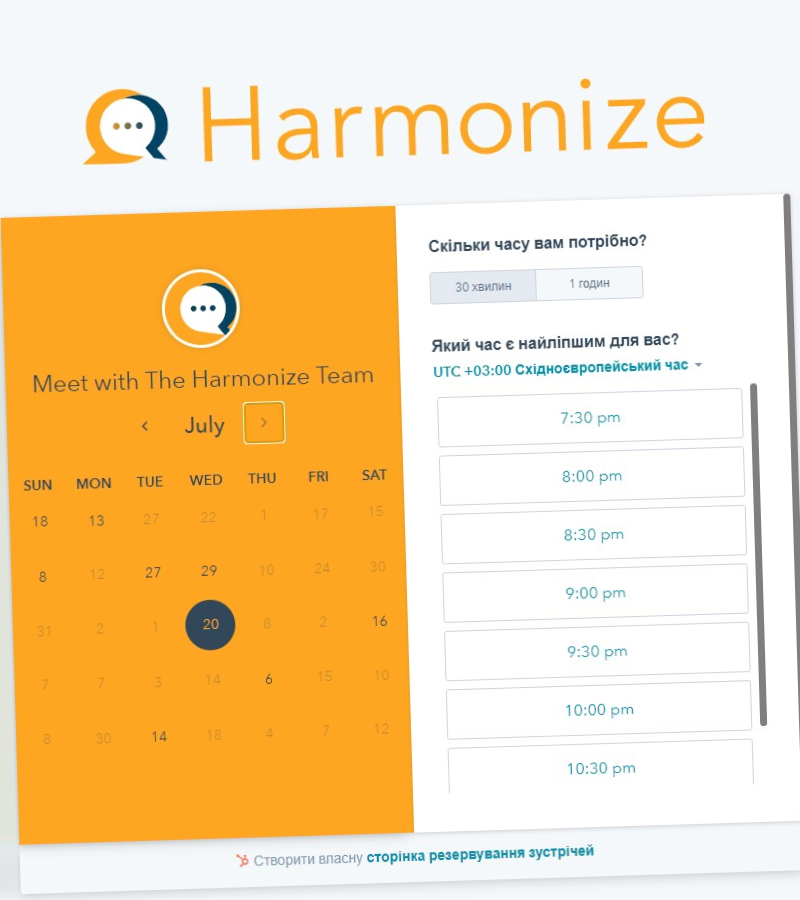 Harmonize
Meet with The Harmonize Team
July
SUN MON TUE WED THU FRI SAT
18 13 27 22 1 17 15
8 12 27 29 10 24 30
31 2 1 20 8 2 16
7 7 3 14 6 15 10
8 30 14 18 4 7 12
Скільки часу вам потрібно?
30 хвилин 1 годин
Який час є найліпшим для вас?
UTC +03:00 Східноєвропейський час
7:30 pm
8:00 pm
8:30 pm
9:00 pm
9:30 pm
10:00 pm
10:30 pm
Створити власну сторінка резервування зустрічей